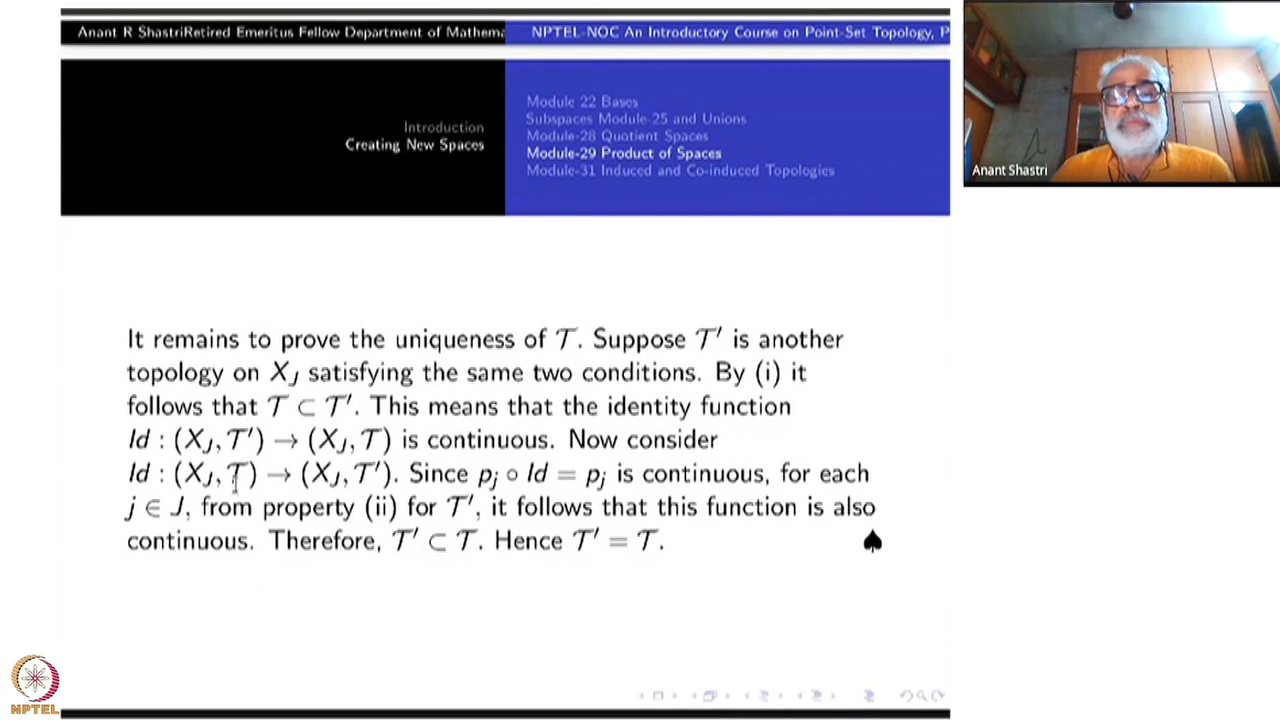 Anant R ShastriRetired Emeritus Fellow Department of Mathema
NPTEL-NOC An Introductory Course on Point-Set Topology, P
Introduction
Creating New Spaces
Module 22 Bases
Subspaces Module-25 and Unions
Module-28 Quotient Spaces
Module-29 Product of Spaces
Module-31 Induced and Co-induced Topologies
Anant Shastri
It remains to prove the uniqueness of 𝒯. Suppose 𝒯′ is another
topology on X_J satisfying the same two conditions. By (i) it
follows that 𝒯 ⊂ 𝒯′. This means that the identity function
Id : (X_J, 𝒯′) → (X_J, 𝒯) is continuous. Now consider
Id : (X_J, 𝒯) → (X_J, 𝒯′). Since p_j ∘ Id = p_j is continuous, for each
j ∈ J, from property (ii) for 𝒯′, it follows that this function is also
continuous. Therefore, 𝒯′ ⊂ 𝒯. Hence 𝒯′ = 𝒯. ♠
NPTEL